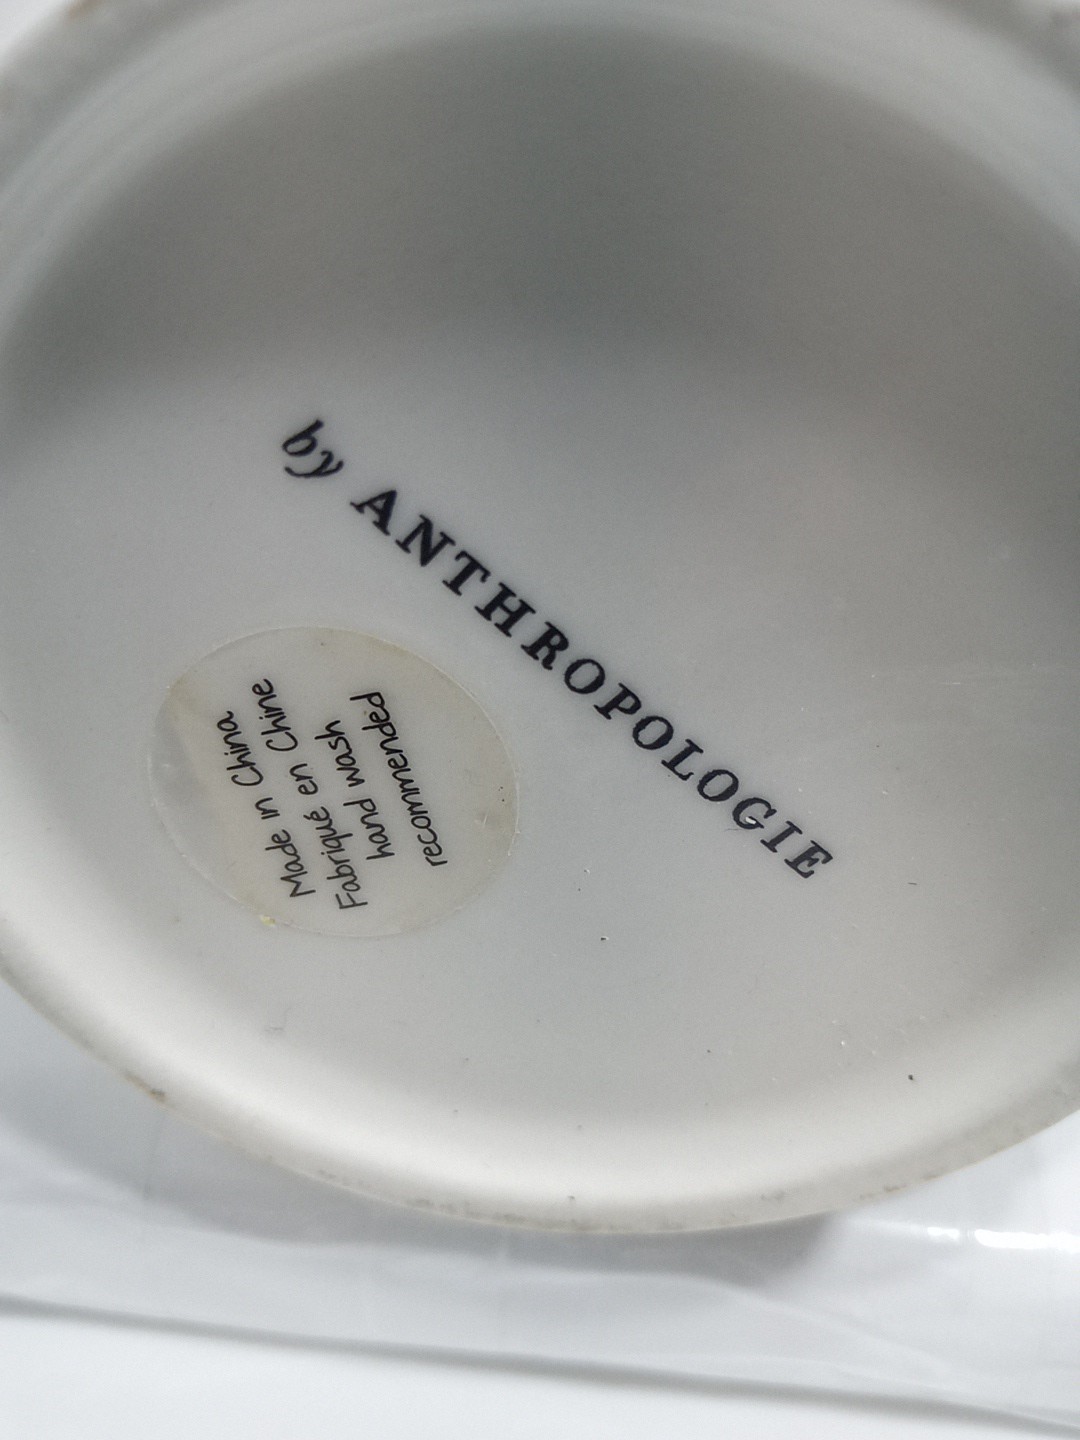 by ANTHROPOLOGIE
Made in China
Fabriqué en Chine
hand wash
recommended